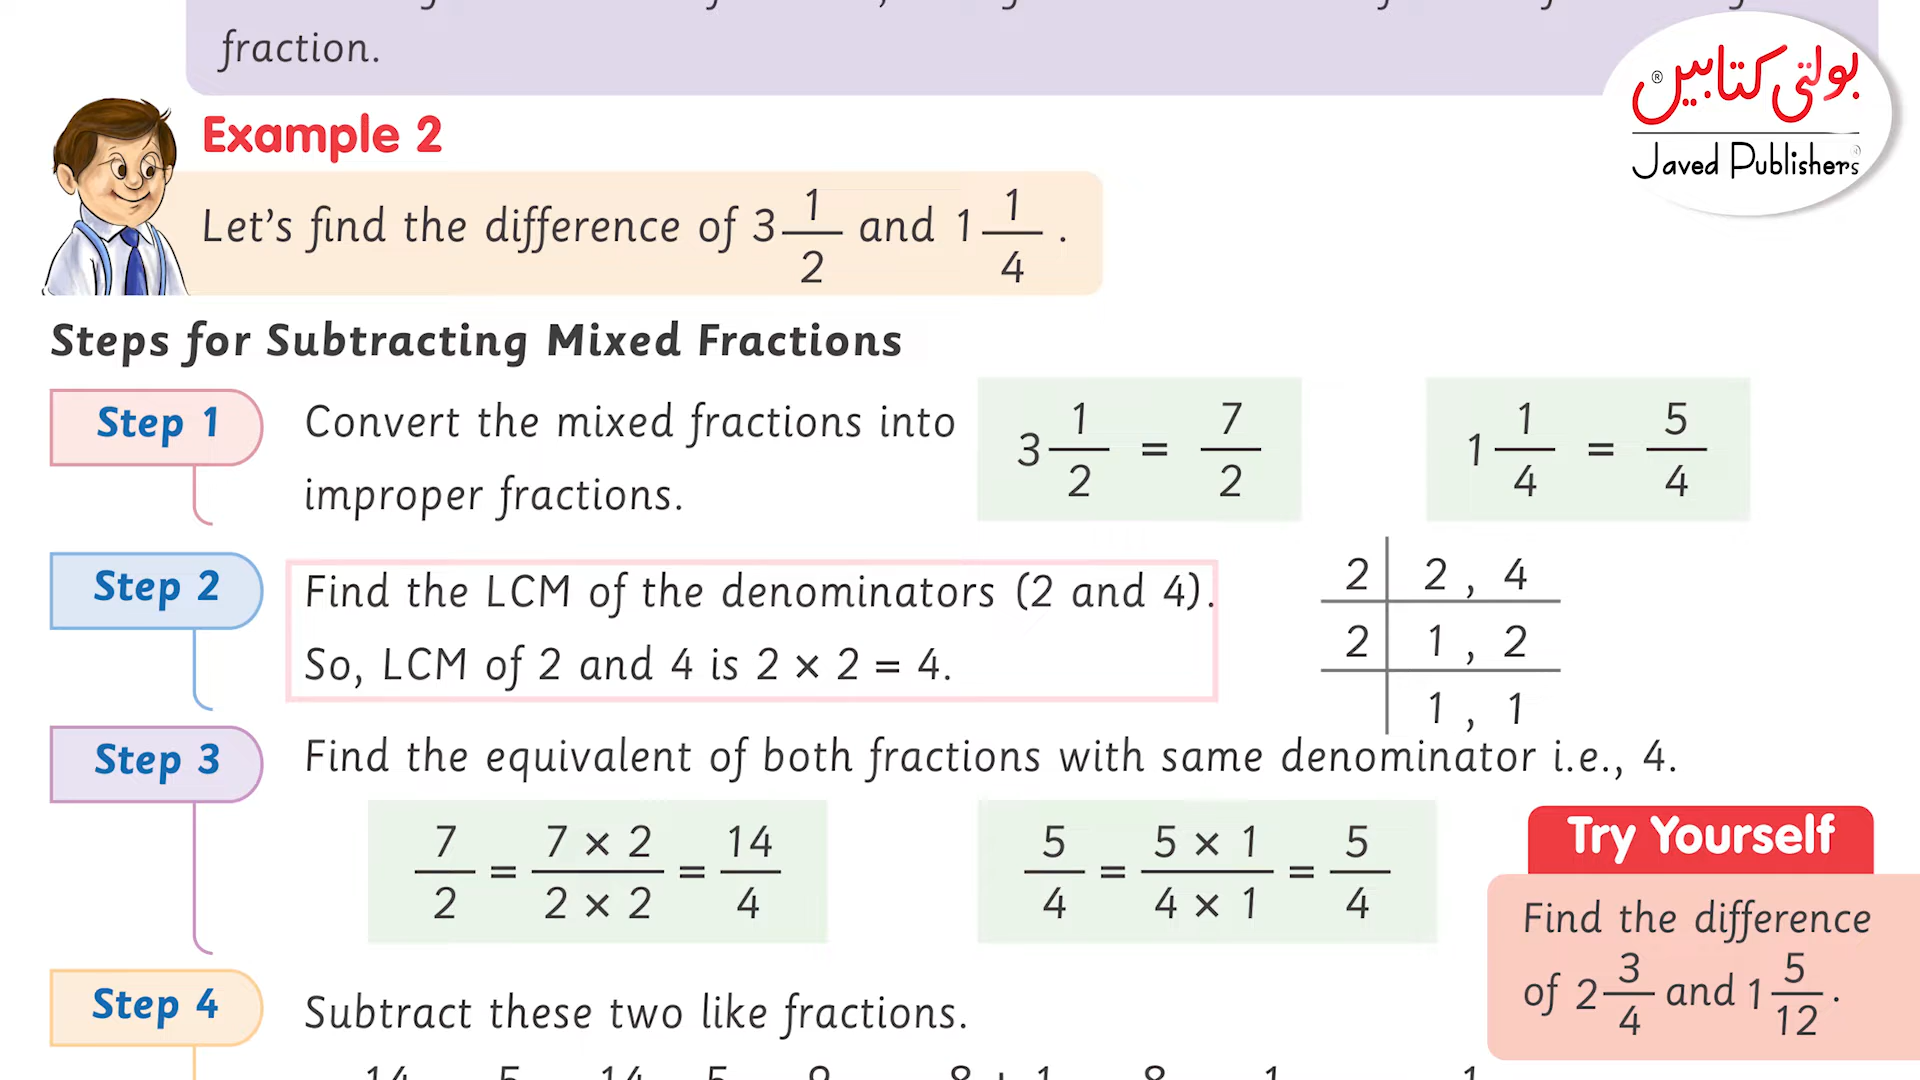 fraction.
بولتی کتابیں ®
Javed Publishers
Example 2
Let's find the difference of 3 1/2 and 1 1/4 .
Steps for Subtracting Mixed Fractions
Step 1
Convert the mixed fractions into
improper fractions.
3 1/2 = 7/2
1 1/4 = 5/4
Step 2
Find the LCM of the denominators (2 and 4).
So, LCM of 2 and 4 is 2 × 2 = 4.
2 | 2 , 4
2 | 1 , 2
1 , 1
Step 3
Find the equivalent of both fractions with same denominator i.e., 4.
7/2 = 7 × 2/2 × 2 = 14/4
5/4 = 5 × 1/4 × 1 = 5/4
Try Yourself
Find the difference
of 2 3/4 and 1 5/12 .
Step 4
Subtract these two like fractions.